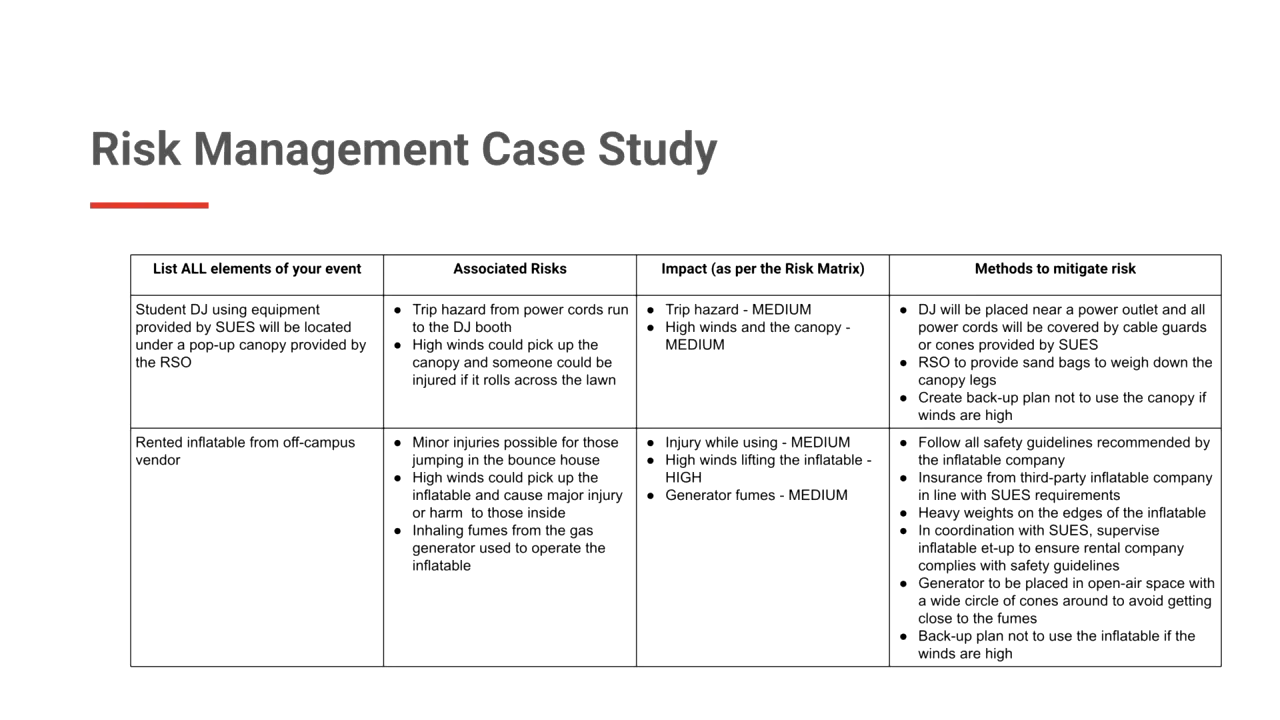 Risk Management Case Study
List ALL elements of your event
Associated Risks
Impact (as per the Risk Matrix)
Methods to mitigate risk
Student DJ using equipment
provided by SUES will be located
under a pop-up canopy provided by
the RSO
● Trip hazard from power cords run
to the DJ booth
● High winds could pick up the
canopy and someone could be
injured if it rolls across the lawn
● Trip hazard - MEDIUM
● High winds and the canopy -
MEDIUM
● DJ will be placed near a power outlet and all
power cords will be covered by cable guards
or cones provided by SUES
● RSO to provide sand bags to weigh down the
canopy legs
● Create back-up plan not to use the canopy if
winds are high
Rented inflatable from off-campus
vendor
● Minor injuries possible for those
jumping in the bounce house
● High winds could pick up the
inflatable and cause major injury
or harm  to those inside
● Inhaling fumes from the gas
generator used to operate the
inflatable
● Injury while using - MEDIUM
● High winds lifting the inflatable -
HIGH
● Generator fumes - MEDIUM
● Follow all safety guidelines recommended by
the inflatable company
● Insurance from third-party inflatable company
in line with SUES requirements
● Heavy weights on the edges of the inflatable
● In coordination with SUES, supervise
inflatable et-up to ensure rental company
complies with safety guidelines
● Generator to be placed in open-air space with
a wide circle of cones around to avoid getting
close to the fumes
● Back-up plan not to use the inflatable if the
winds are high